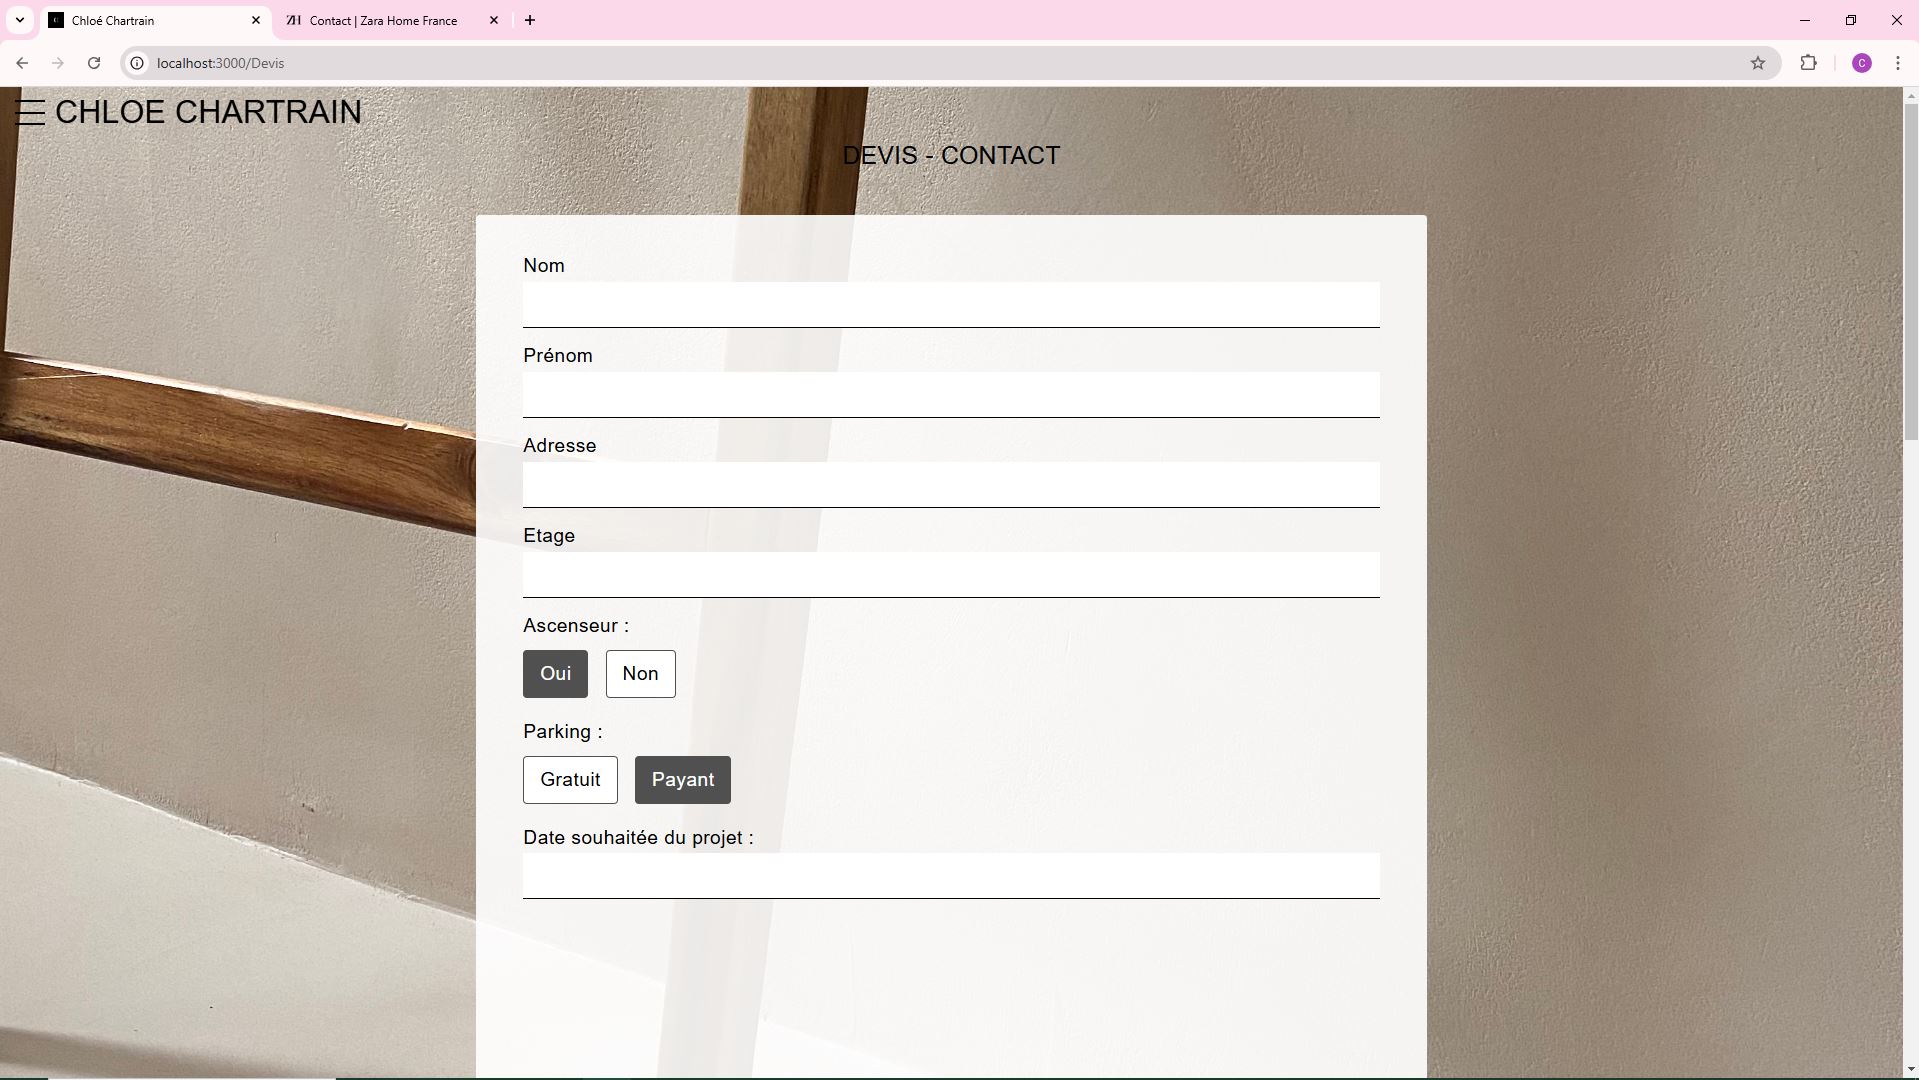 Chloé Chartrain
ZH Contact | Zara Home France
localhost:3000/Devis
C
CHLOE CHARTRAIN
DEVIS - CONTACT
Nom
Prénom
Adresse
Etage
Ascenseur :
Oui Non
Parking :
Gratuit Payant
Date souhaitée du projet :